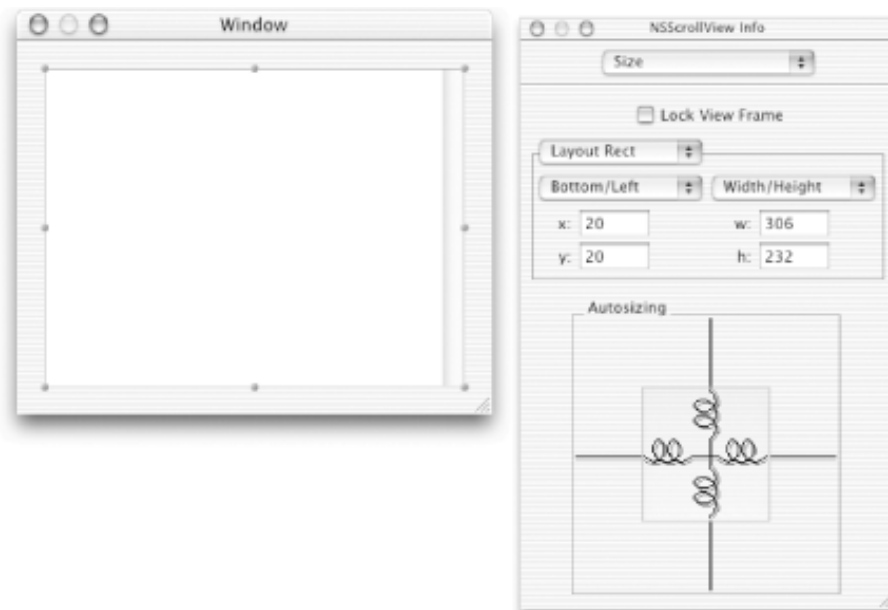 Window
NSScrollView Info
Size
Lock View Frame
Layout Rect
Bottom/Left Width/Height
x: 20 w: 306
y: 20 h: 232
Autosizing